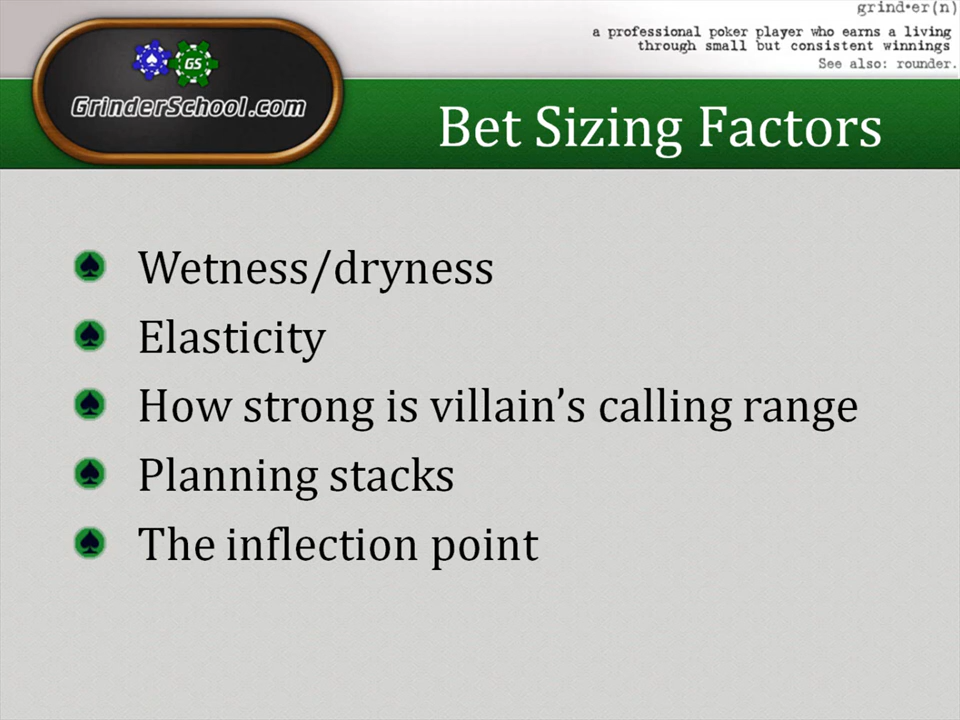 grind•er(n)
a professional poker player who earns a living
through small but consistent winnings
See also: rounder.
GS
GrinderSchool.com
Bet Sizing Factors
Wetness/dryness
Elasticity
How strong is villain’s calling range
Planning stacks
The inflection point